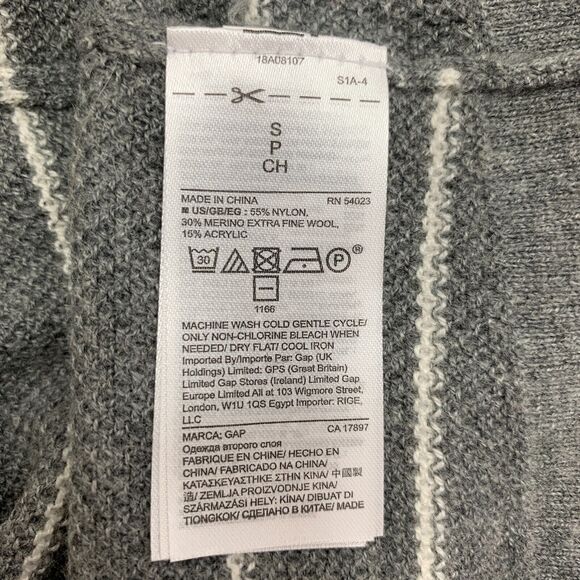 18A08107
S1A-4
S
P
CH
MADE IN CHINA RN 54023
US/GB/EG : 55% NYLON,
30% MERINO EXTRA FINE WOOL,
15% ACRYLIC
30 P ®
1166
MACHINE WASH COLD GENTLE CYCLE/
ONLY NON-CHLORINE BLEACH WHEN
NEEDED/ DRY FLAT/ COOL IRON
Imported By/Importe Par: Gap (UK
Holdings) Limited: GPS (Great Britain)
Limited Gap Stores (Ireland) Limited Gap
Europe Limited All at 103 Wigmore Street,
London, W1U 1QS Egypt Importer: RIGE,
LLC
MARCA: GAP CA 17897
Одежда второго слоя
FABRIQUE EN CHINE/ HECHO EN
CHINA/ FABRICADO NA CHINA/
ΚΑΤΑΣΚΕΥΑΣΤΗΚΕ ΣΤΗΝ ΚΙΝΑ/ 中國製
造/ ZEMLJA PROIZVODNJE KINA/
SZÁRMAZÁSI HELY: KÍNA/ DIBUAT DI
TIONGKOK/ СДЕЛАНО В КИТАЕ/ MADE